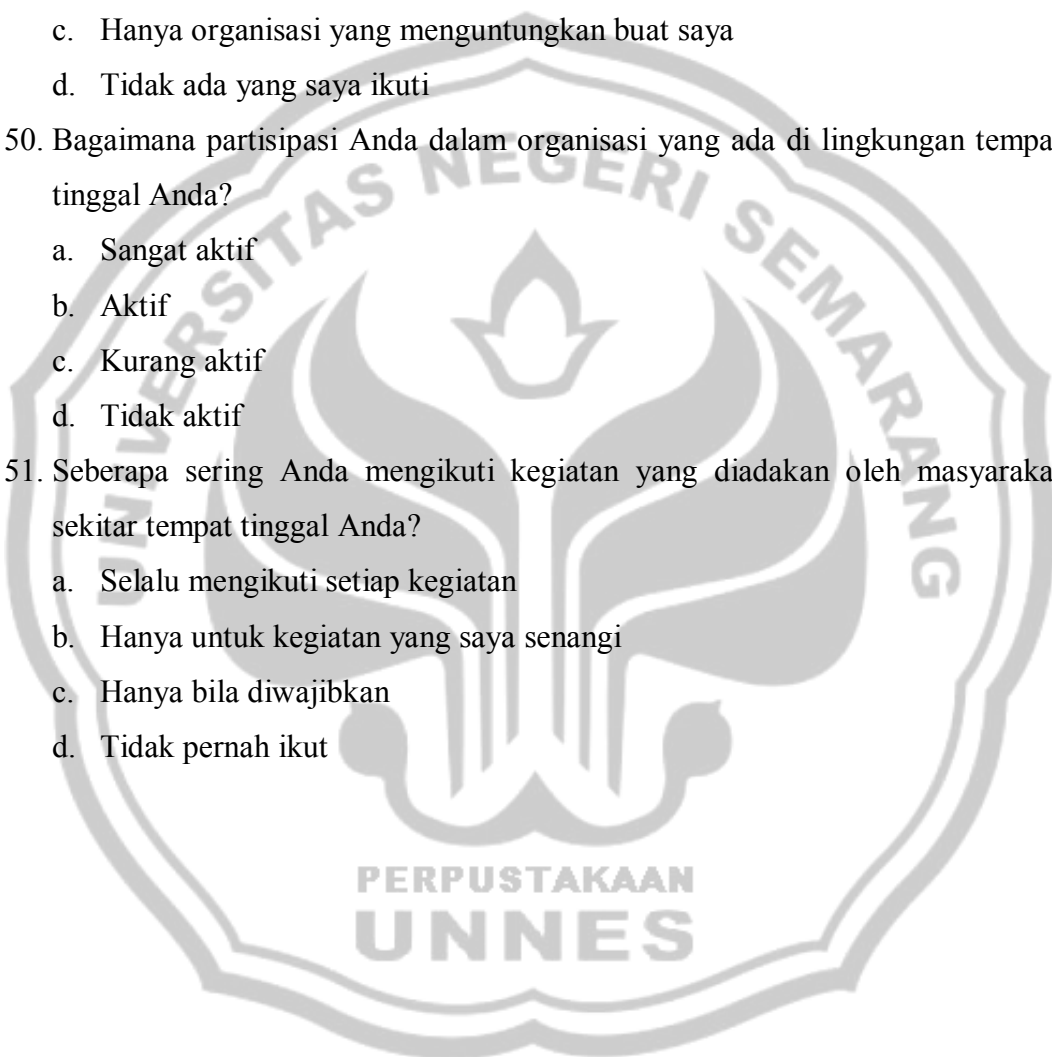 c. Hanya organisasi yang menguntungkan buat saya
d. Tidak ada yang saya ikuti
50. Bagaimana partisipasi Anda dalam organisasi yang ada di lingkungan tempa
tinggal Anda?
a. Sangat aktif
b. Aktif
c. Kurang aktif
d. Tidak aktif
51. Seberapa sering Anda mengikuti kegiatan yang diadakan oleh masyaraka
sekitar tempat tinggal Anda?
a. Selalu mengikuti setiap kegiatan
b. Hanya untuk kegiatan yang saya senangi
c. Hanya bila diwajibkan
d. Tidak pernah ikut
UNIVERSITAS NEGERI SEMARANG
PERPUSTAKAAN
UNNES